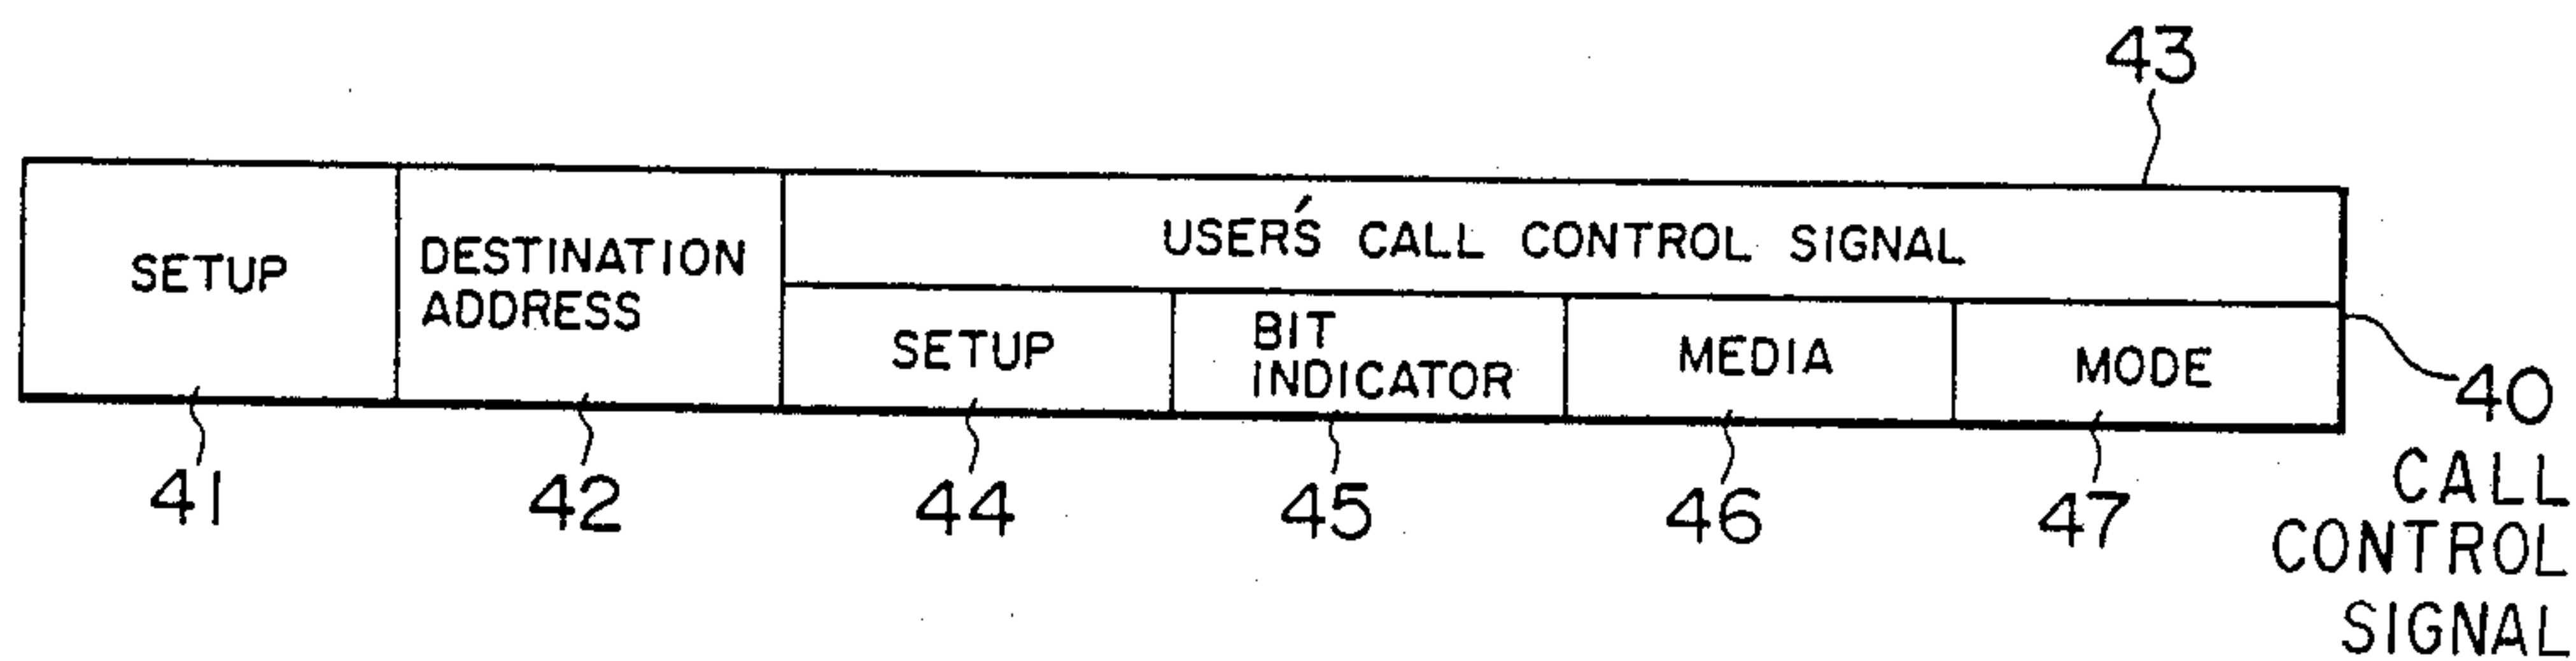 43
USER'S CALL CONTROL SIGNAL
SETUP
DESTINATION
ADDRESS
SETUP
BIT
INDICATOR
MEDIA
MODE
40
CALL
CONTROL
SIGNAL
41
42
44
45
46
47